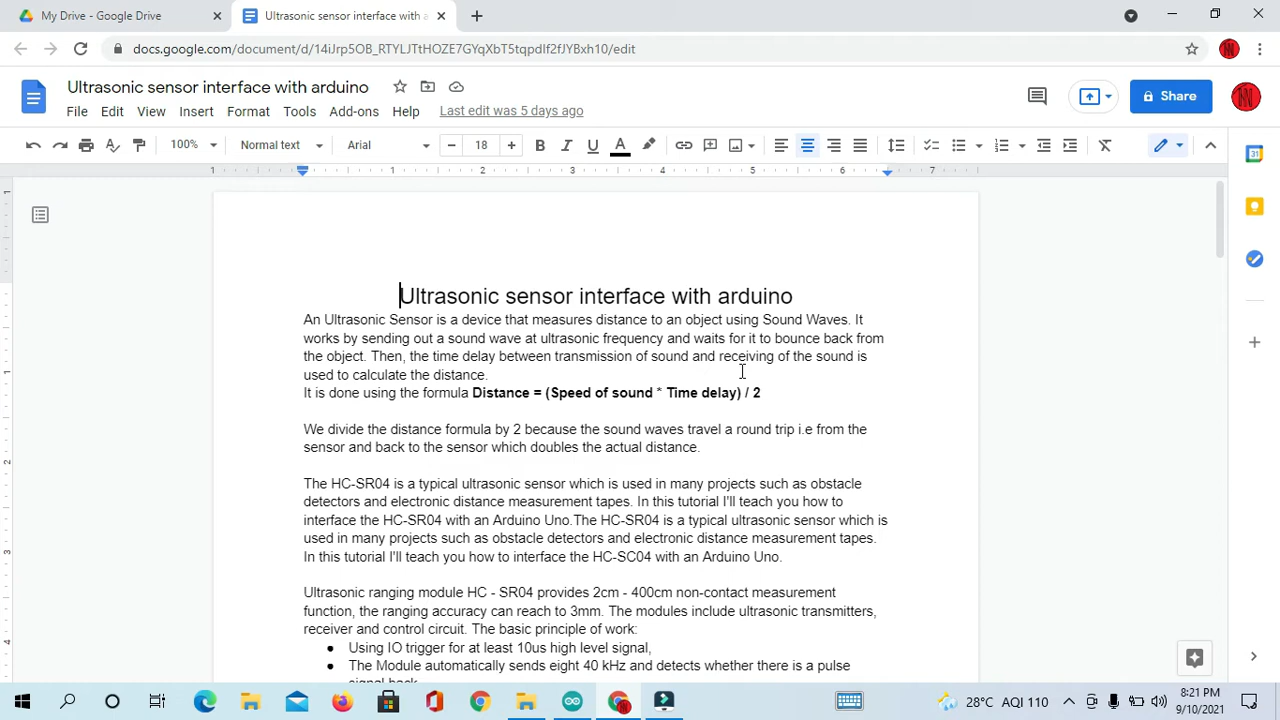 My Drive - Google Drive
Ultrasonic sensor interface with a
docs.google.com/document/d/14iJrp5OB_RTYLJTtHOZE7GYqXbT5tqpdlf2fJYBxh10/edit
Ultrasonic sensor interface with arduino
File Edit View Insert Format Tools Add-ons Help Last edit was 5 days ago
Share
100% Normal text Arial 18
1 1 2 3 4 5 6 7
Ultrasonic sensor interface with arduino
An Ultrasonic Sensor is a device that measures distance to an object using Sound Waves. It
works by sending out a sound wave at ultrasonic frequency and waits for it to bounce back from
the object. Then, the time delay between transmission of sound and receiving of the sound is
used to calculate the distance.
It is done using the formula Distance = (Speed of sound * Time delay) / 2
We divide the distance formula by 2 because the sound waves travel a round trip i.e from the
sensor and back to the sensor which doubles the actual distance.
The HC-SR04 is a typical ultrasonic sensor which is used in many projects such as obstacle
detectors and electronic distance measurement tapes. In this tutorial I'll teach you how to
interface the HC-SR04 with an Arduino Uno.The HC-SR04 is a typical ultrasonic sensor which is
used in many projects such as obstacle detectors and electronic distance measurement tapes.
In this tutorial I'll teach you how to interface the HC-SC04 with an Arduino Uno.
Ultrasonic ranging module HC - SR04 provides 2cm - 400cm non-contact measurement
function, the ranging accuracy can reach to 3mm. The modules include ultrasonic transmitters,
receiver and control circuit. The basic principle of work:
● Using IO trigger for at least 10us high level signal,
● The Module automatically sends eight 40 kHz and detects whether there is a pulse
signal back.
28°C AQI 110
8:21 PM
9/10/2021